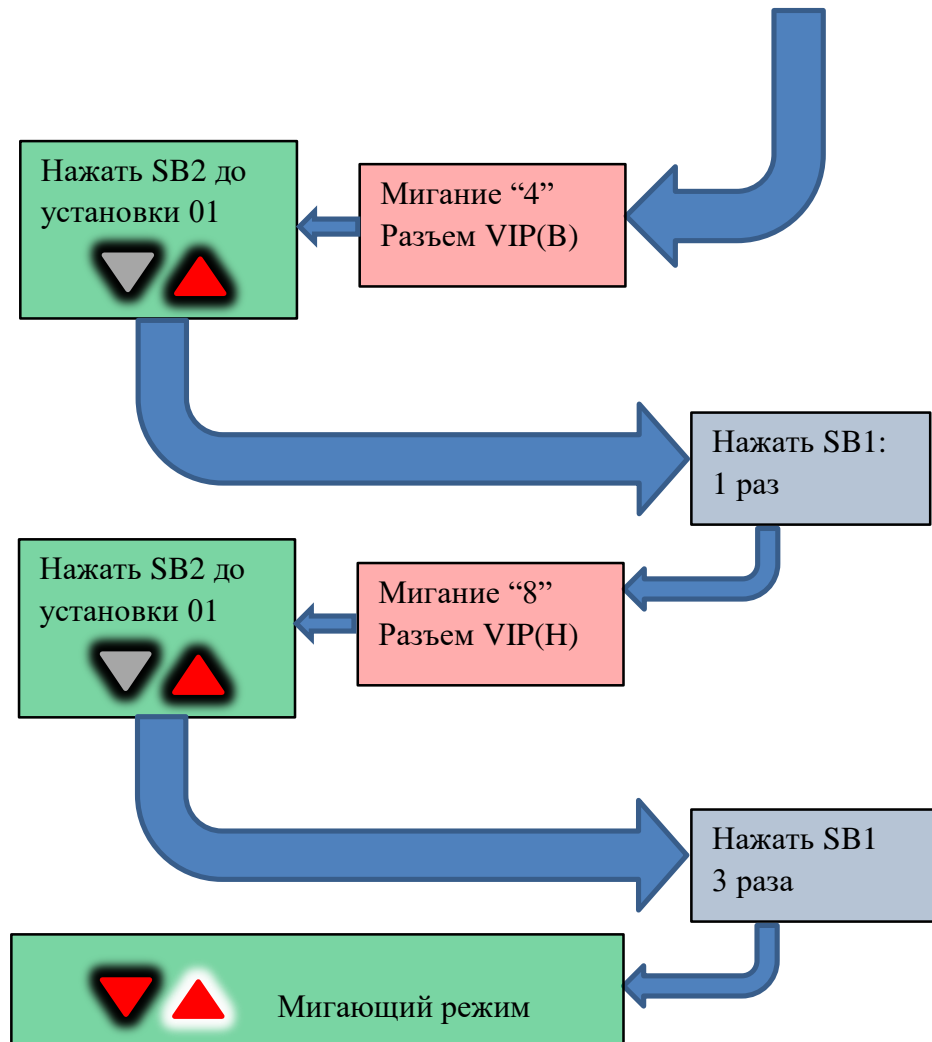 Мигание “4”
Разъем VIP(В)
Нажать SB2 до
установки 01
Нажать SB1:
1 раз
Мигание “8”
Разъем VIP(Н)
Нажать SB2 до
установки 01
Нажать SB1
3 раза
Мигающий режим